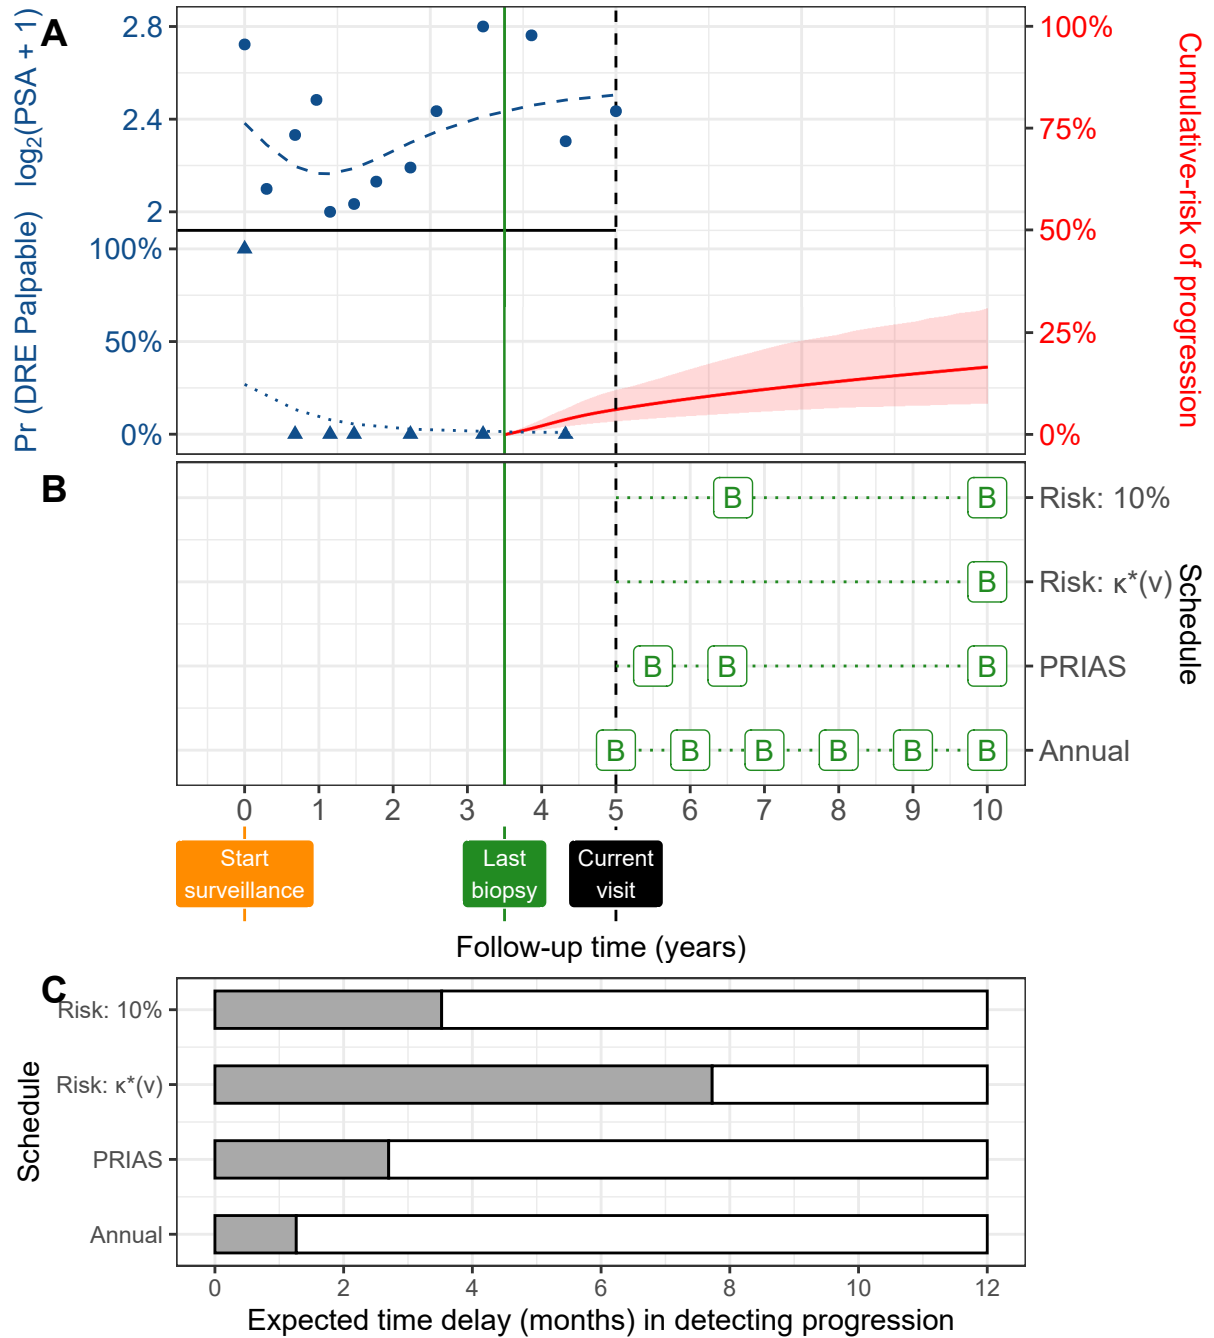 A
log₂(PSA + 1)
2.8
2.4
2
Pr (DRE Palpable)
100%
50%
0%
100%
75%
50%
25%
0%
Cumulative-risk of progression
B
B B Risk: 10%
B Risk: κ*(v)
B B B PRIAS
B B B B B B Annual
Schedule
0 1 2 3 4 5 6 7 8 9 10
Start
surveillance
Last
biopsy
Current
visit
Follow-up time (years)
C
Schedule
Risk: 10%
Risk: κ*(v)
PRIAS
Annual
0 2 4 6 8 10 12
Expected time delay (months) in detecting progression